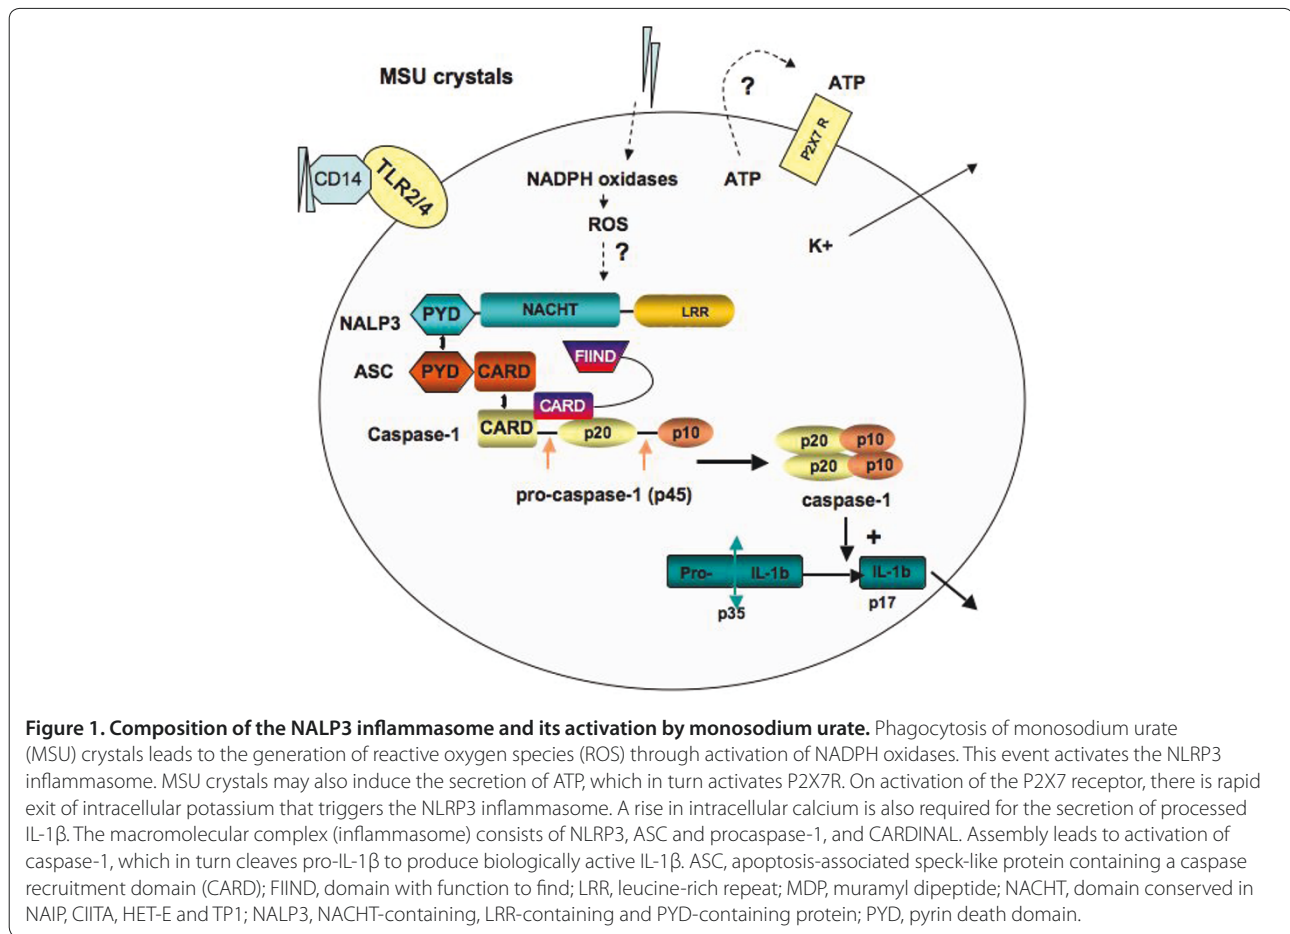 MSU crystals
?
ATP
P2X7 R
CD14
TLR2/4
NADPH oxidases
ATP
ROS
?
K+
NALP3
PYD
NACHT
LRR
ASC
PYD
CARD
FIIND
CARD
Caspase-1
CARD
p20
p10
p20
p10
p20
p10
pro-caspase-1 (p45)
caspase-1
+
Pro-
IL-1b
IL-1b
p35
p17
Figure 1. Composition of the NALP3 inflammasome and its activation by monosodium urate. Phagocytosis of monosodium urate
(MSU) crystals leads to the generation of reactive oxygen species (ROS) through activation of NADPH oxidases. This event activates the NLRP3
inflammasome. MSU crystals may also induce the secretion of ATP, which in turn activates P2X7R. On activation of the P2X7 receptor, there is rapid
exit of intracellular potassium that triggers the NLRP3 inflammasome. A rise in intracellular calcium is also required for the secretion of processed
IL-1β. The macromolecular complex (inflammasome) consists of NLRP3, ASC and procaspase-1, and CARDINAL. Assembly leads to activation of
caspase-1, which in turn cleaves pro-IL-1β to produce biologically active IL-1β. ASC, apoptosis-associated speck-like protein containing a caspase
recruitment domain (CARD); FIIND, domain with function to find; LRR, leucine-rich repeat; MDP, muramyl dipeptide; NACHT, domain conserved in
NAIP, CIITA, HET-E and TP1; NALP3, NACHT-containing, LRR-containing and PYD-containing protein; PYD, pyrin death domain.